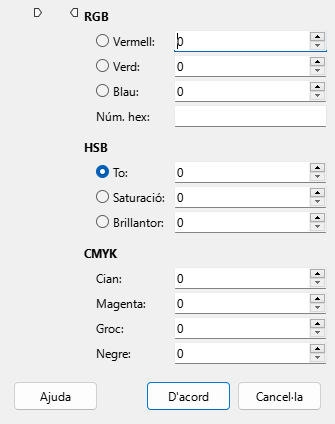 RGB
Vermell: 0
Verd: 0
Blau: 0
Núm. hex:
HSB
To: 0
Saturació: 0
Brillantor: 0
CMYK
Cian: 0
Magenta: 0
Groc: 0
Negre: 0
Ajuda D'acord Cancel·la